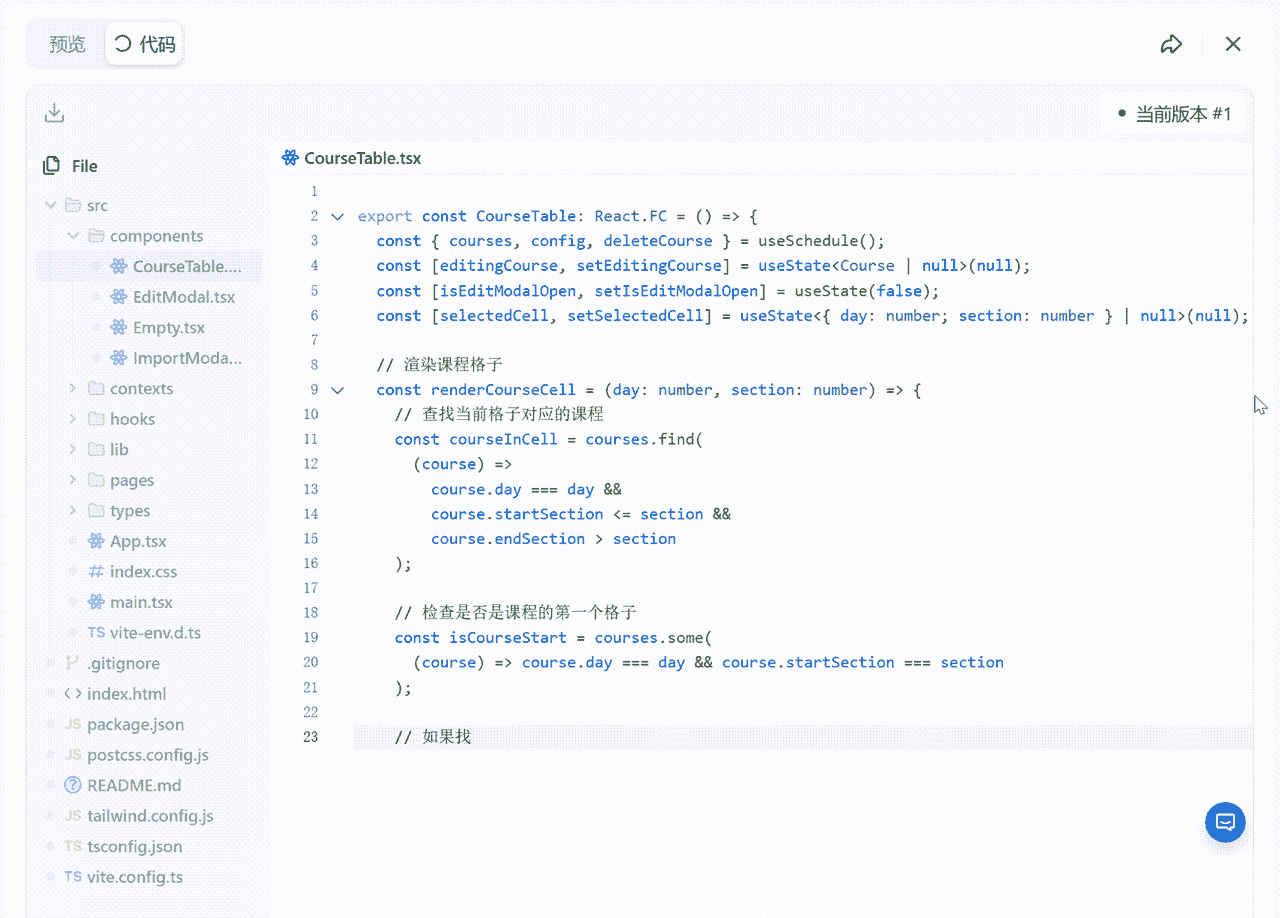 预览 代码
当前版本 #1
File
src
components
CourseTable....
EditModal.tsx
Empty.tsx
ImportModa...
contexts
hooks
lib
pages
types
App.tsx
# index.css
main.tsx
TS vite-env.d.ts
.gitignore
<> index.html
JS package.json
JS postcss.config.js
README.md
JS tailwind.config.js
TS tsconfig.json
TS vite.config.ts
CourseTable.tsx
1
2 export const CourseTable: React.FC = () => {
3 const { courses, config, deleteCourse } = useSchedule();
4 const [editingCourse, setEditingCourse] = useState<Course | null>(null);
5 const [isEditModalOpen, setIsEditModalOpen] = useState(false);
6 const [selectedCell, setSelectedCell] = useState<{ day: number; section: number } | null>(null);
7
8 // 渲染课程格子
9 const renderCourseCell = (day: number, section: number) => {
10 // 查找当前格子对应的课程
11 const courseInCell = courses.find(
12 (course) =>
13 course.day === day &&
14 course.startSection <= section &&
15 course.endSection > section
16 );
17
18 // 检查是否是课程的第一个格子
19 const isCourseStart = courses.some(
20 (course) => course.day === day && course.startSection === section
21 );
22
23 // 如果找